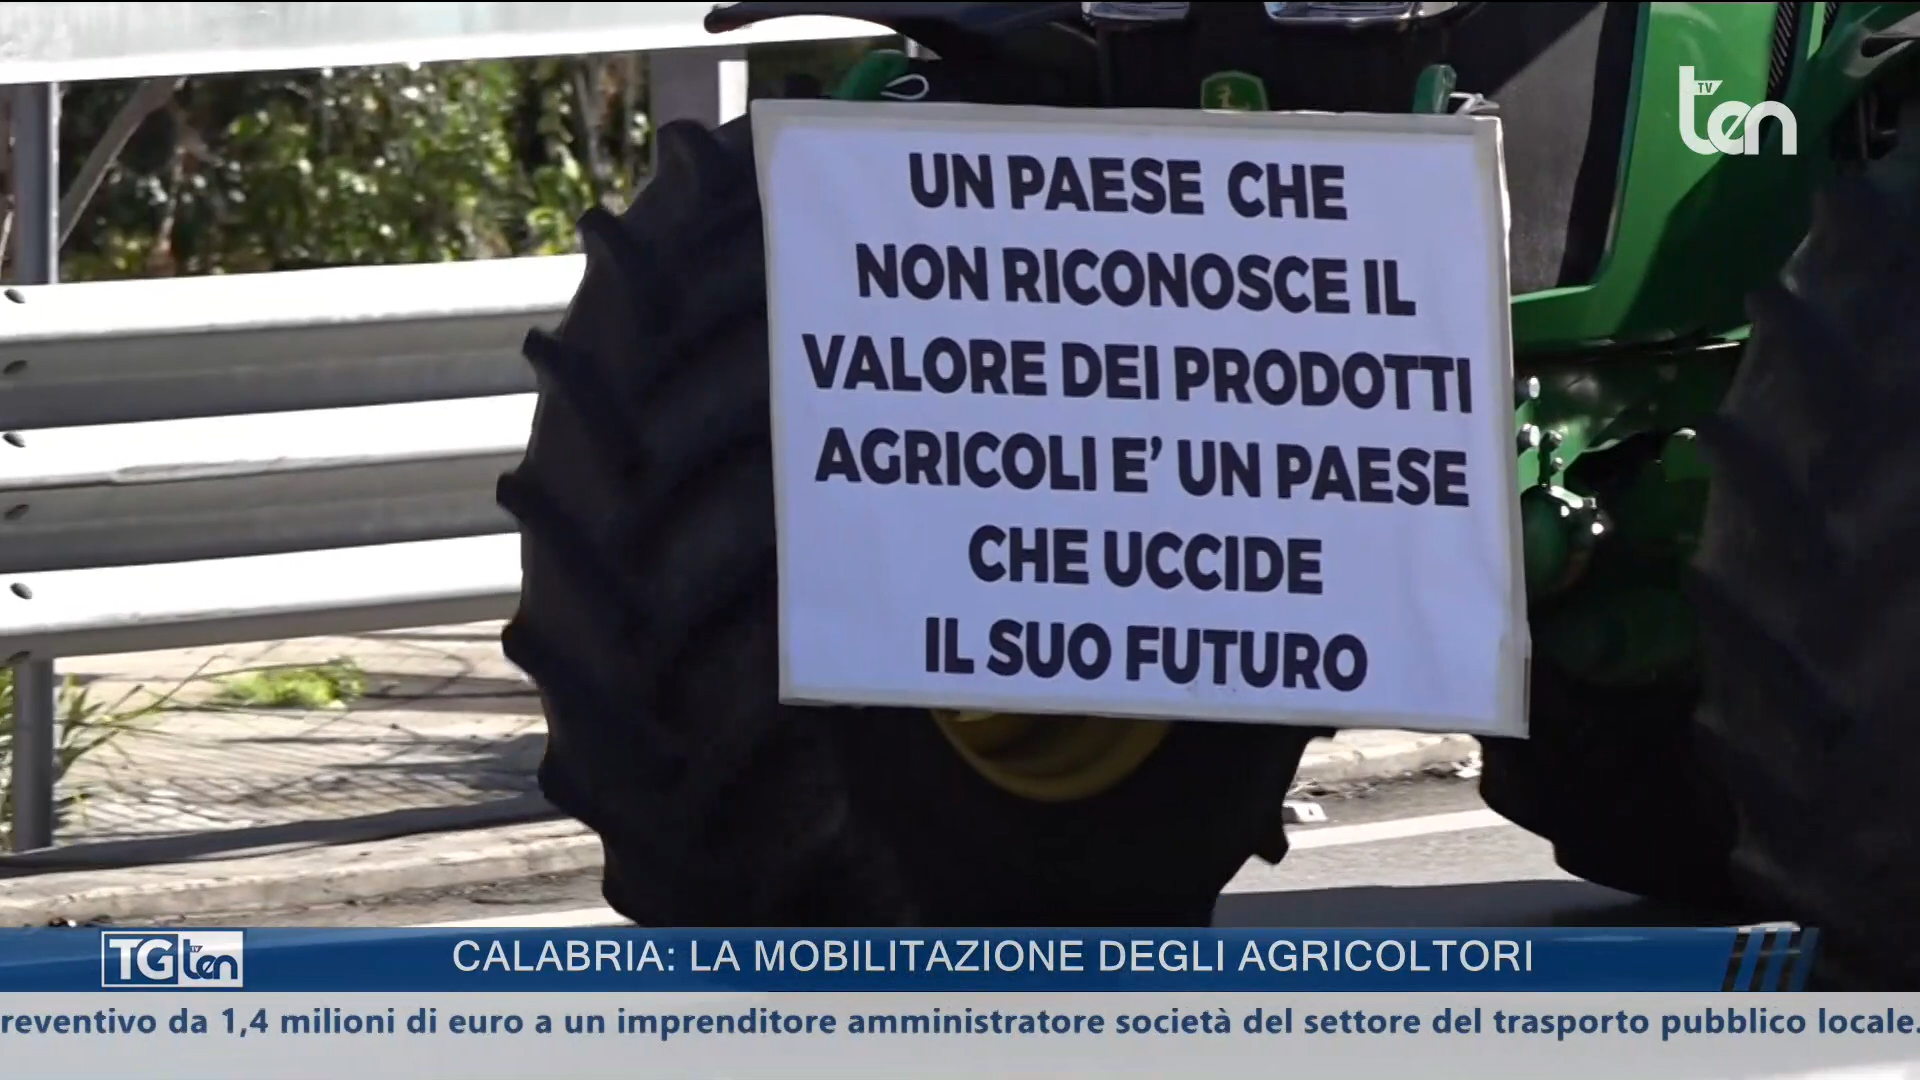 TV
ten
UN PAESE CHE
NON RICONOSCE IL
VALORE DEI PRODOTTI
AGRICOLI E' UN PAESE
CHE UCCIDE
IL SUO FUTURO
TG TV ten
CALABRIA: LA MOBILITAZIONE DEGLI AGRICOLTORI
reventivo da 1,4 milioni di euro a un imprenditore amministratore società del settore del trasporto pubblico locale.